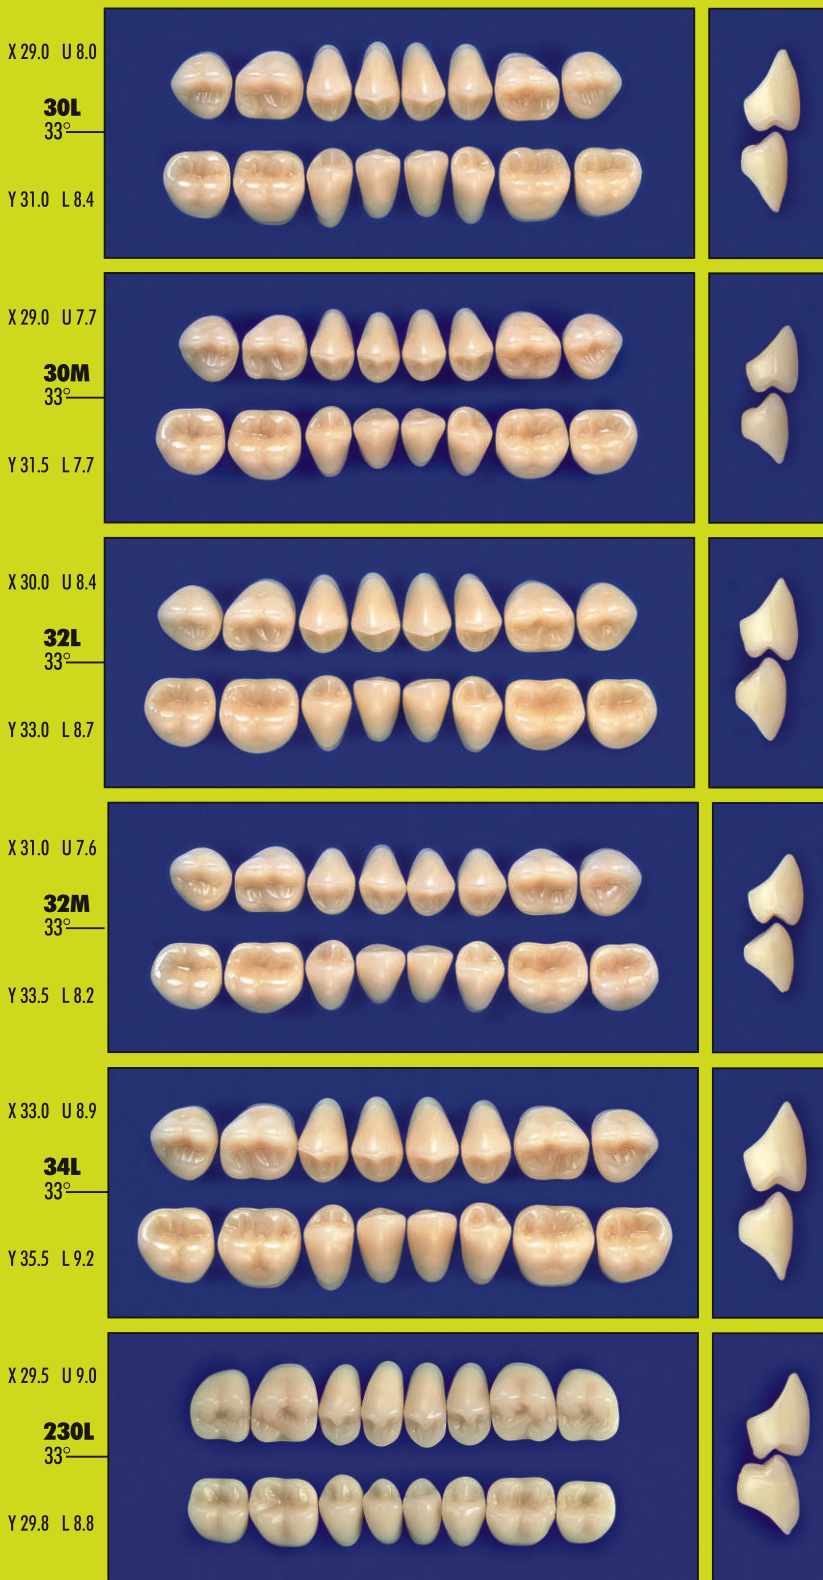 X 29.0 U 8.0
30L
33°
Y 31.0 L 8.4
X 29.0 U 7.7
30M
33°
Y 31.5 L 7.7
X 30.0 U 8.4
32L
33°
Y 33.0 L 8.7
X 31.0 U 7.6
32M
33°
Y 33.5 L 8.2
X 33.0 U 8.9
34L
33°
Y 35.5 L 9.2
X 29.5 U 9.0
230L
33°
Y 29.8 L 8.8